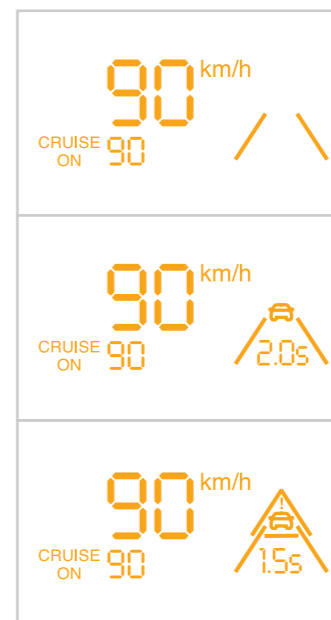 90 km/h
CRUISE
ON 90
90 km/h
CRUISE
ON 90
2.0s
90 km/h
!
CRUISE
ON 90
1.5s